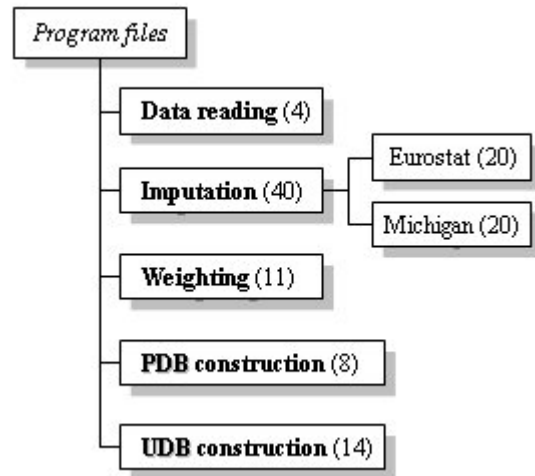 Program files
Data reading (4)
Imputation (40)
Eurostat (20)
Michigan (20)
Weighting (11)
PDB construction (8)
UDB construction (14)